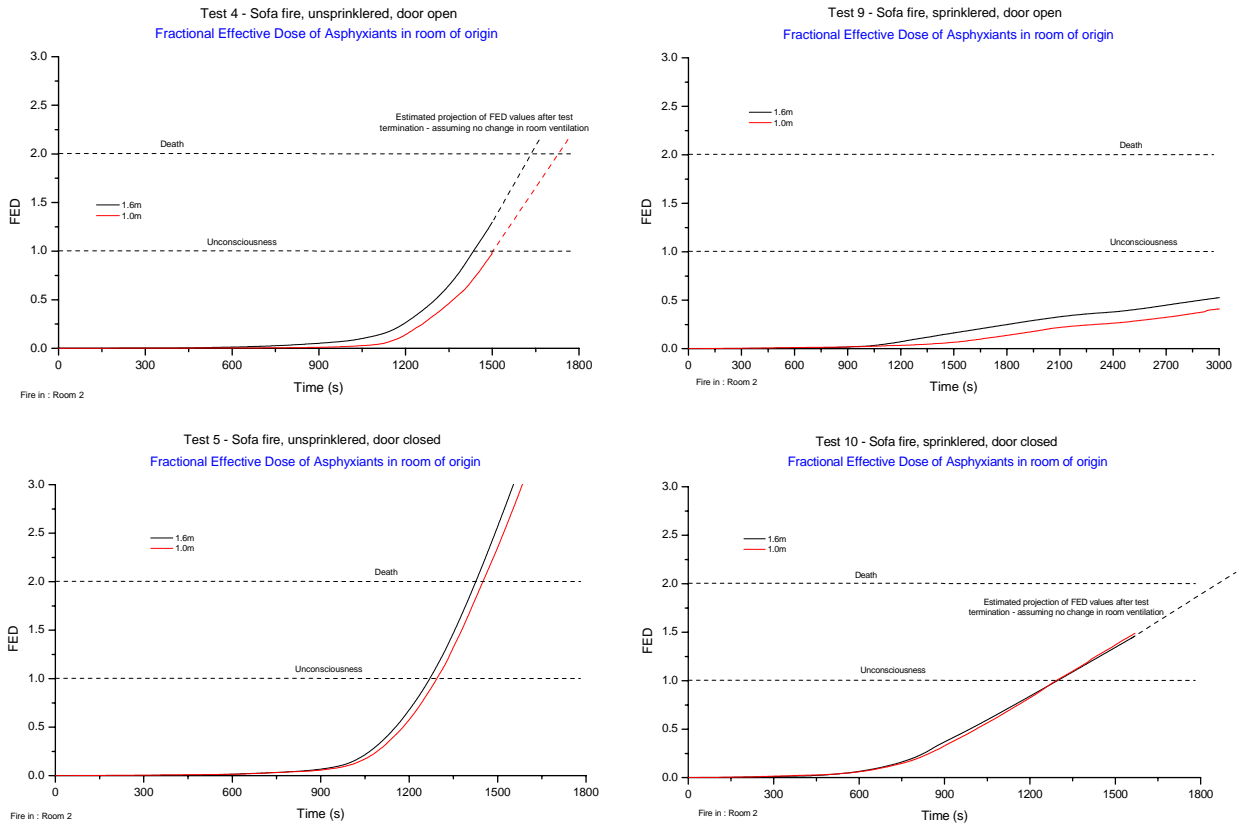 Test 4 - Sofa fire, unsprinklered, door open
Fractional Effective Dose of Asphyxiants in room of origin
3.0
2.5
2.0
1.5
1.0
0.5
0.0
FED
Estimated projection of FED values after test
termination - assuming no change in room ventilation
Death
1.6m
1.0m
Unconsciousness
0 300 600 900 1200 1500 1800
Time (s)
Fire in : Room 2
Test 9 - Sofa fire, sprinklered, door open
Fractional Effective Dose of Asphyxiants in room of origin
3.0
2.5
2.0
1.5
1.0
0.5
0.0
FED
1.6m
1.0m
Death
Unconsciousness
0 300 600 900 1200 1500 1800 2100 2400 2700 3000
Time (s)
Fire in : Room 2
Test 5 - Sofa fire, unsprinklered, door closed
Fractional Effective Dose of Asphyxiants in room of origin
3.0
2.5
2.0
1.5
1.0
0.5
0.0
FED
1.6m
1.0m
Death
Unconsciousness
0 300 600 900 1200 1500 1800
Time (s)
Fire in : Room 2
Test 10 - Sofa fire, sprinklered, door closed
Fractional Effective Dose of Asphyxiants in room of origin
3.0
2.5
2.0
1.5
1.0
0.5
0.0
FED
1.6m
1.0m
Death
Estimated projection of FED values after test
termination - assuming no change in room ventilation
Unconsciousness
0 300 600 900 1200 1500 1800
Time (s)
Fire in : Room 2